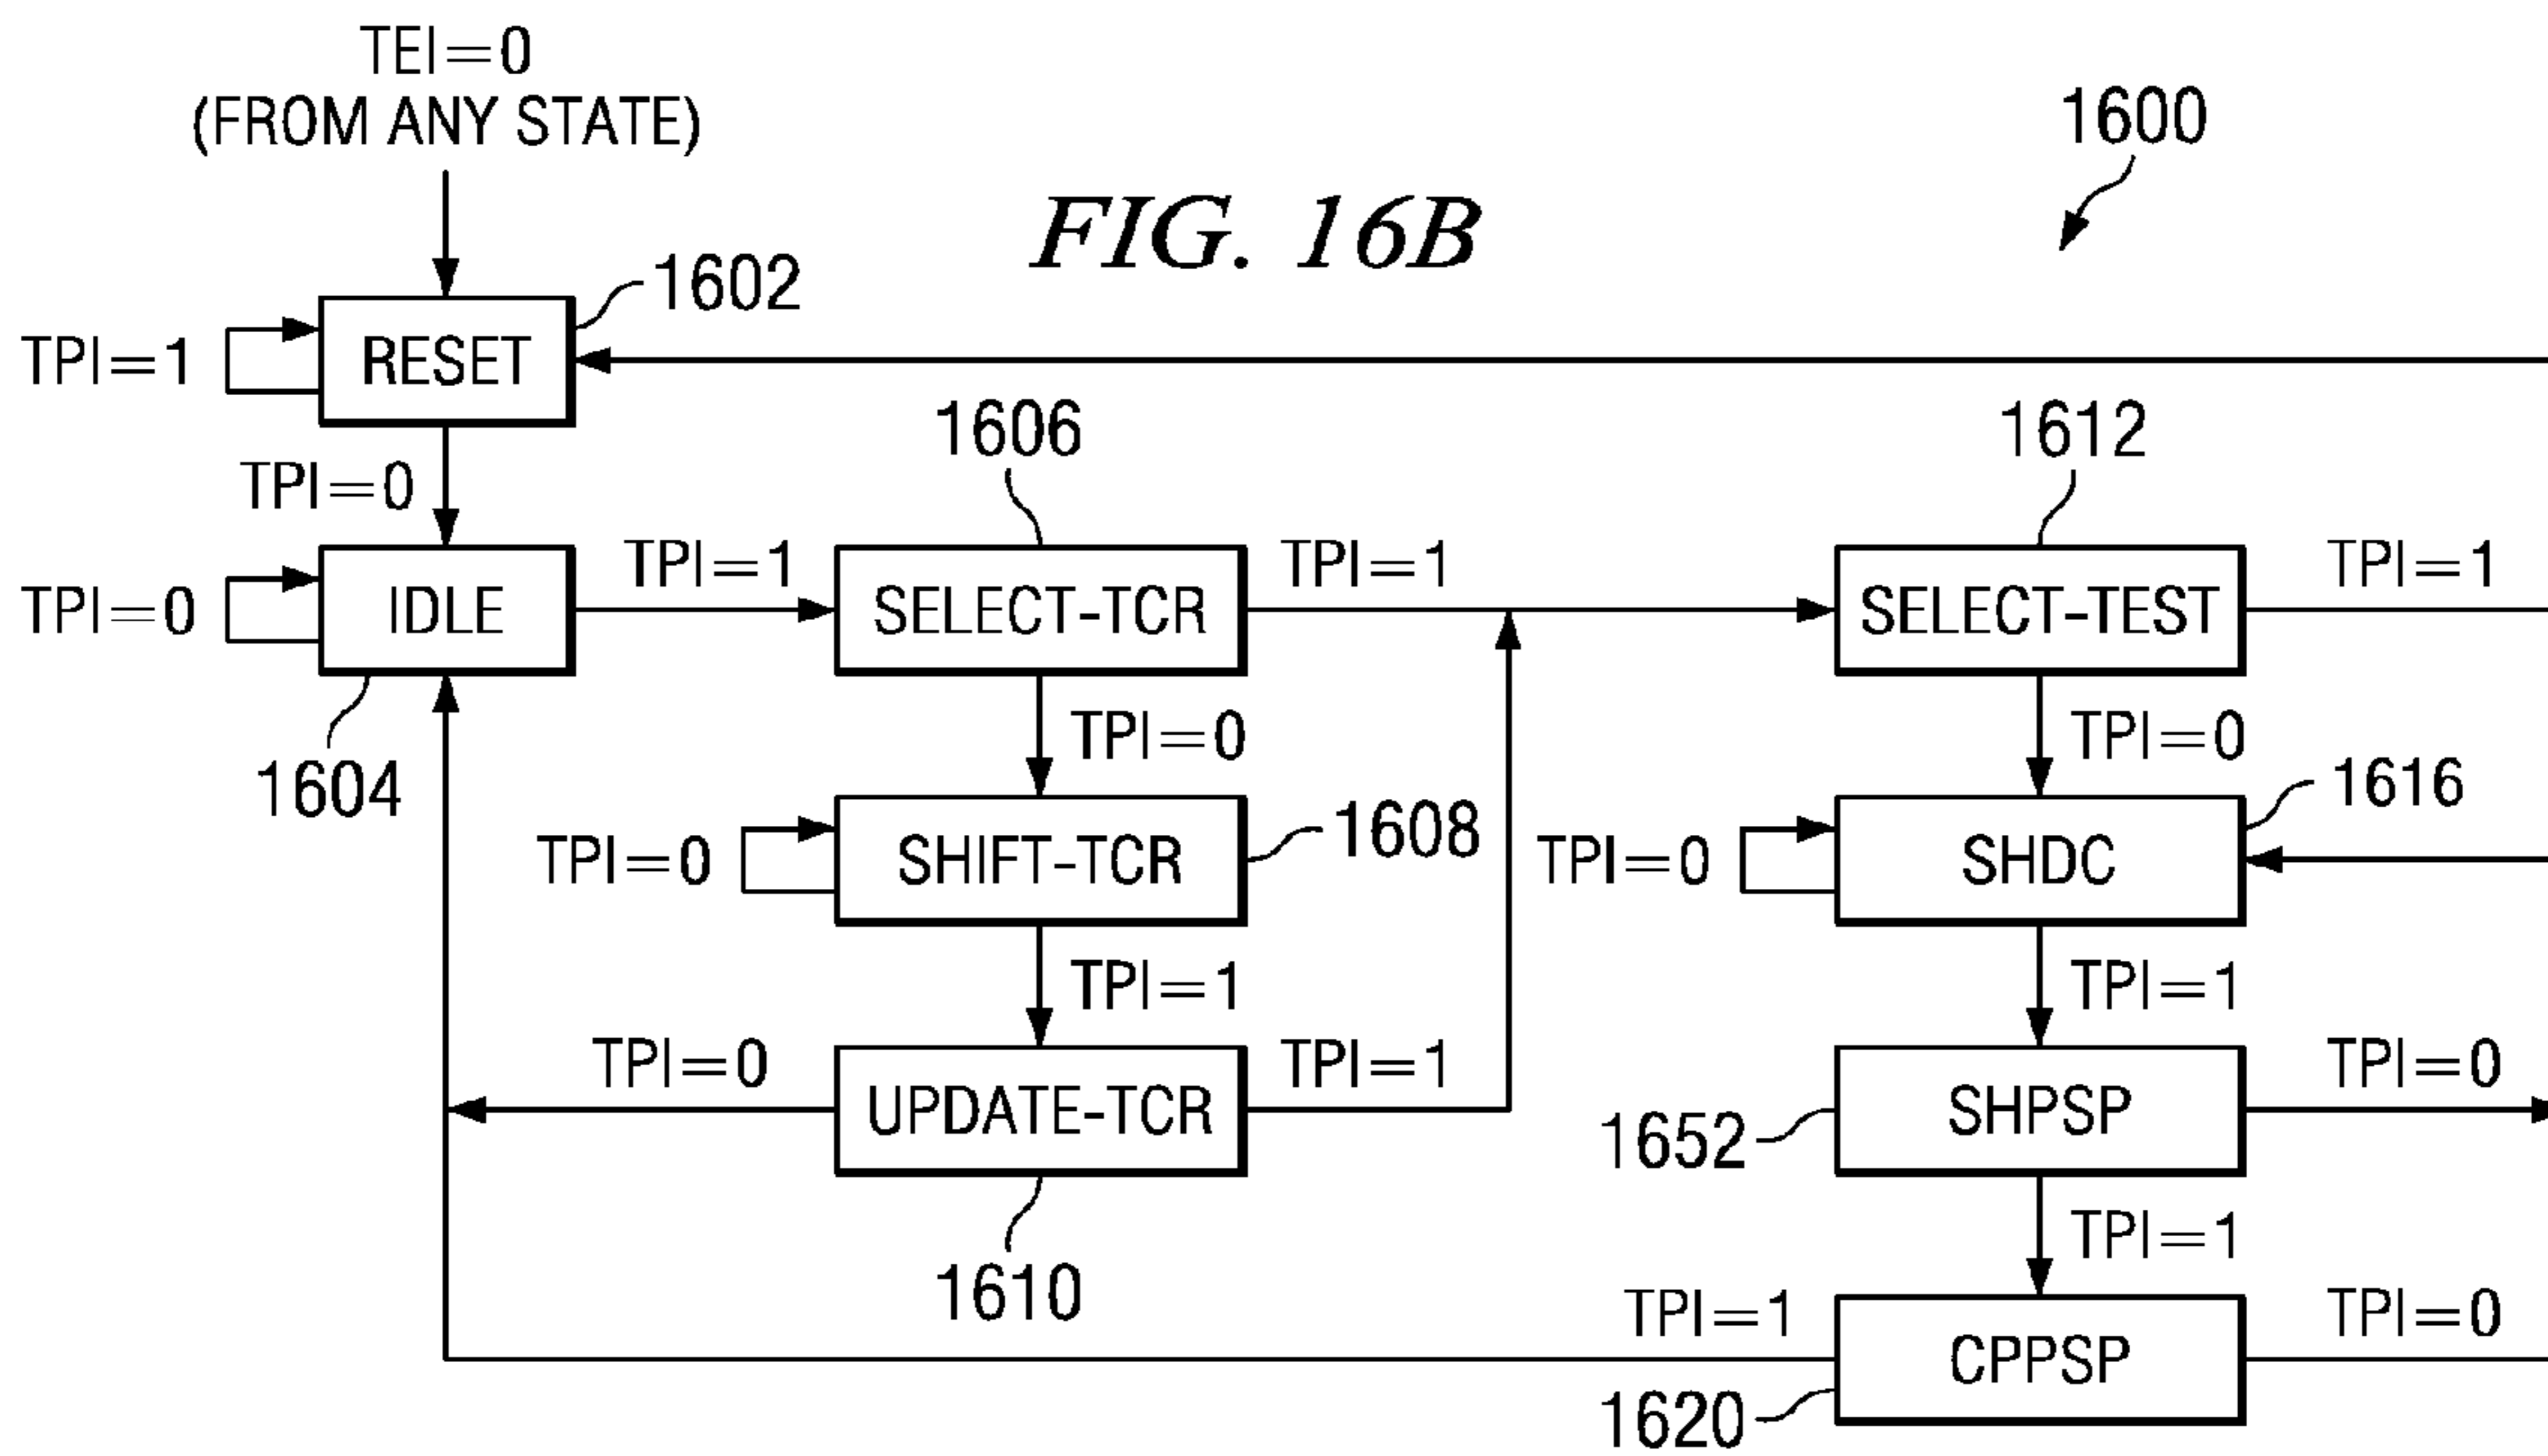 TEI=0
(FROM ANY STATE)
1600
FIG. 16B
1602
TPI=1
RESET
1606
1612
TPI=0
TPI=0
IDLE
TPI=1
SELECT-TCR
TPI=1
SELECT-TEST
TPI=1
1604
TPI=0
TPI=0
1616
TPI=0
SHIFT-TCR
1608
TPI=0
SHDC
TPI=1
TPI=1
TPI=0
UPDATE-TCR
TPI=1
1652
SHPSP
TPI=0
1610
TPI=1
TPI=1
CPPSP
TPI=0
1620